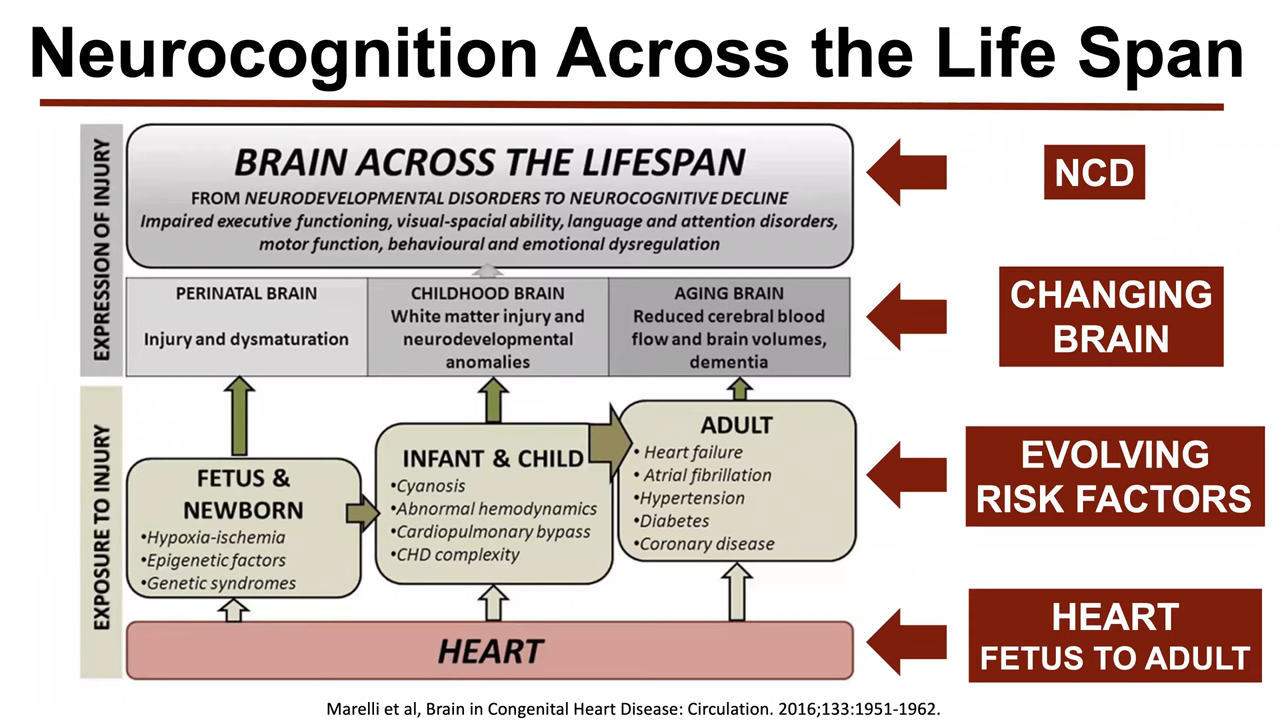 Neurocognition Across the Life Span
EXPRESSION OF INJURY
BRAIN ACROSS THE LIFESPAN
FROM NEURODEVELOPMENTAL DISORDERS TO NEUROCOGNITIVE DECLINE
Impaired executive functioning, visual-spacial ability, language and attention disorders,
motor function, behavioural and emotional dysregulation
NCD
PERINATAL BRAIN
Injury and dysmaturation
CHILDHOOD BRAIN
White matter injury and
neurodevelopmental
anomalies
AGING BRAIN
Reduced cerebral blood
flow and brain volumes,
dementia
CHANGING
BRAIN
EXPOSURE TO INJURY
FETUS &
NEWBORN
•Hypoxia-ischemia
•Epigenetic factors
•Genetic syndromes
INFANT & CHILD
•Cyanosis
•Abnormal hemodynamics
•Cardiopulmonary bypass
•CHD complexity
ADULT
• Heart failure
• Atrial fibrillation
•Hypertension
•Diabetes
•Coronary disease
EVOLVING
RISK FACTORS
HEART
HEART
FETUS TO ADULT
Marelli et al, Brain in Congenital Heart Disease: Circulation. 2016;133:1951-1962.